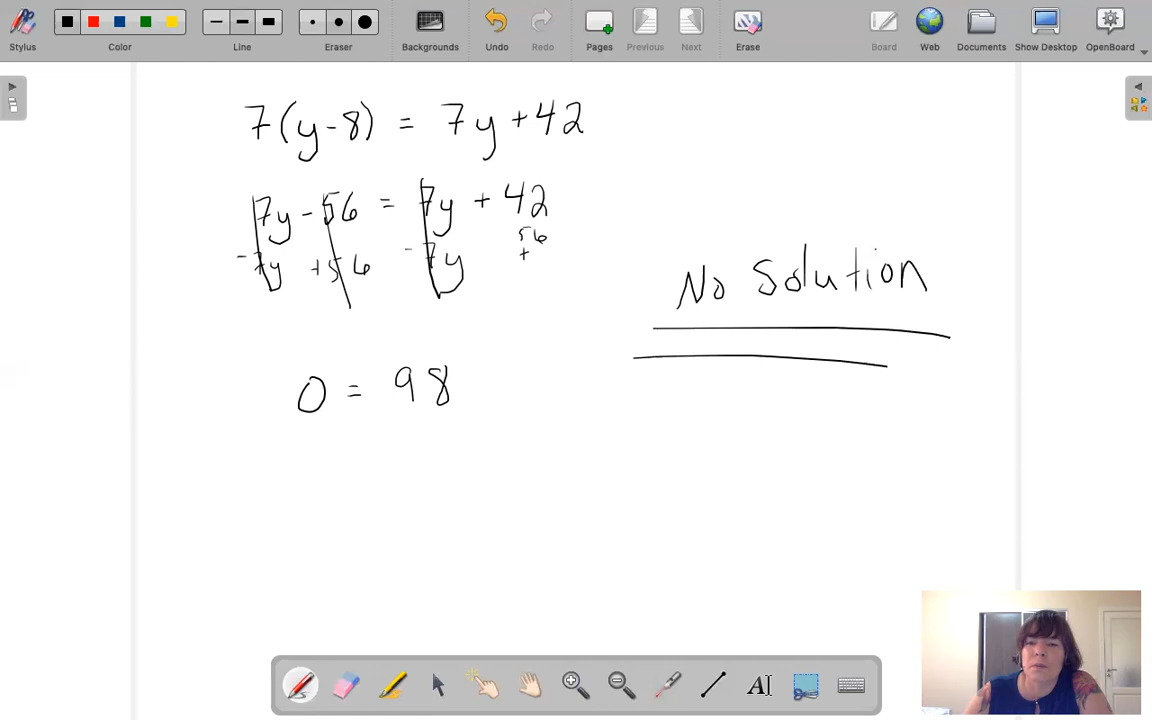 Stylus Color Line Eraser Backgrounds Undo Redo Pages Previous Next Erase Board Web Documents Show Desktop OpenBoard
7(y-8) = 7y+42
7y-56 = 7y + 42
-7y +56 -7y +56
No Solution
0 = 98